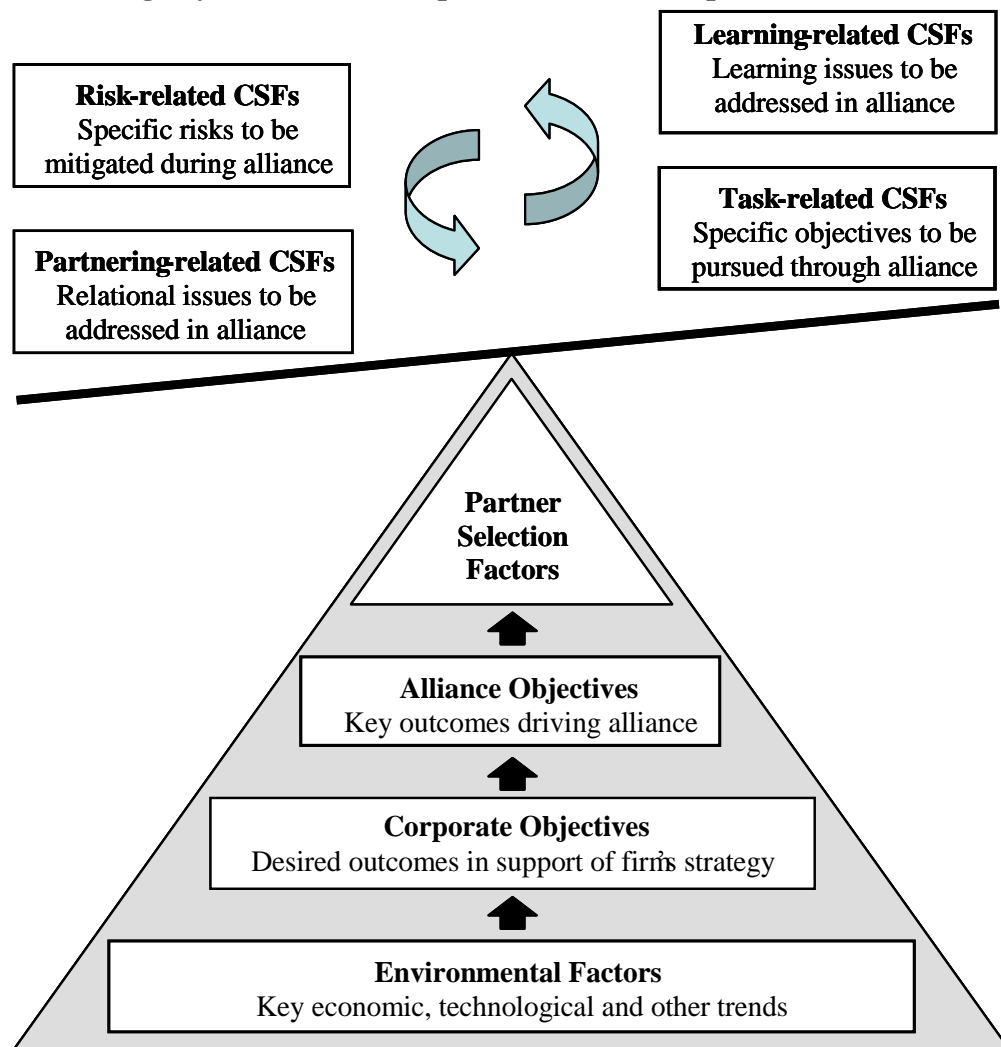 Risk-related CSFs
Specific risks to be
mitigated during alliance
Partnering-related CSFs
Relational issues to be
addressed in alliance
Learning-related CSFs
Learning issues to be
addressed in alliance
Task-related CSFs
Specific objectives to be
pursued through alliance
Partner
Selection
Factors
Alliance Objectives
Key outcomes driving alliance
Corporate Objectives
Desired outcomes in support of firm's strategy
Environmental Factors
Key economic, technological and other trends